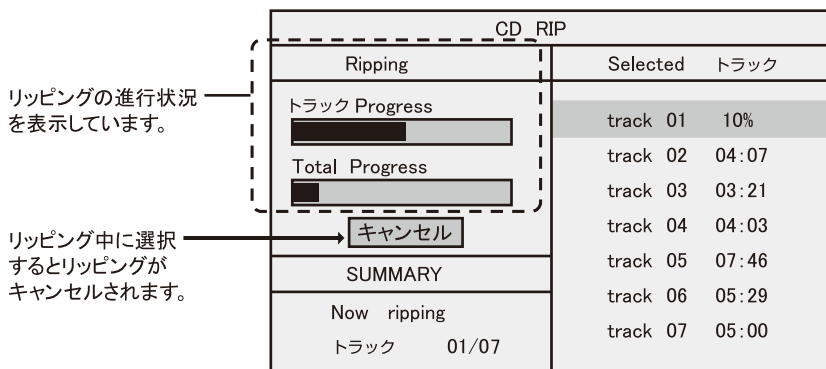 リッピングの進行状況
を表示しています。
リッピング中に選択
するとリッピングが
キャンセルされます。
CD RIP
Ripping
トラック Progress
Total Progress
キャンセル
SUMMARY
Now ripping
トラック 01/07
Selected トラック
track 01 10%
track 02 04:07
track 03 03:21
track 04 04:03
track 05 07:46
track 06 05:29
track 07 05:00